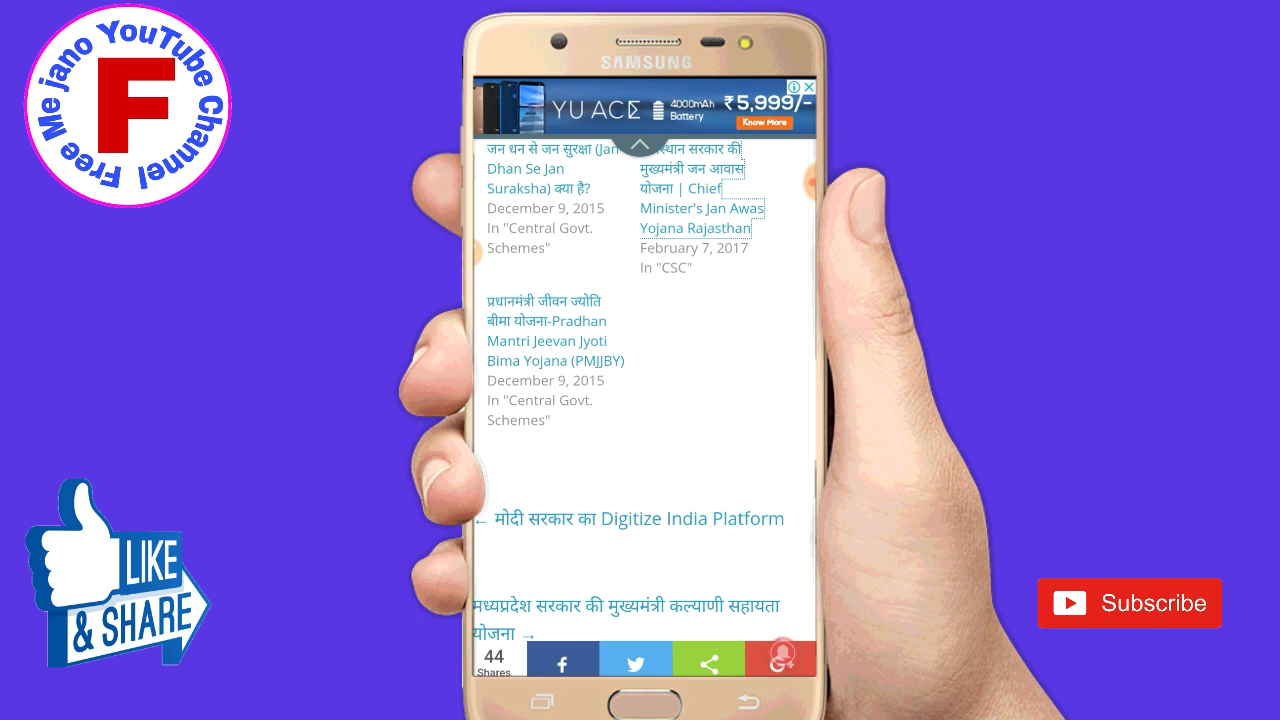 Free Me jano YouTube Channel
F
SAMSUNG
YU ACE
4000mAh
Battery
₹5,999/-
Know More
जन धन से जन सुरक्षा (Jan
Dhan Se Jan
Suraksha) क्या है?
December 9, 2015
In "Central Govt.
Schemes"
सरकार की
मुख्यमंत्री जन आवास
योजना | Chief
Minister's Jan Awas
Yojana Rajasthan
February 7, 2017
In "CSC"
प्रधानमंत्री जीवन ज्योति
बीमा योजना-Pradhan
Mantri Jeevan Jyoti
Bima Yojana (PMJJBY)
December 9, 2015
In "Central Govt.
Schemes"
← मोदी सरकार का Digitize India Platform
मध्यप्रदेश सरकार की मुख्यमंत्री कल्याणी सहायता
योजना →
44
Shares
LIKE
& SHARE
Subscribe